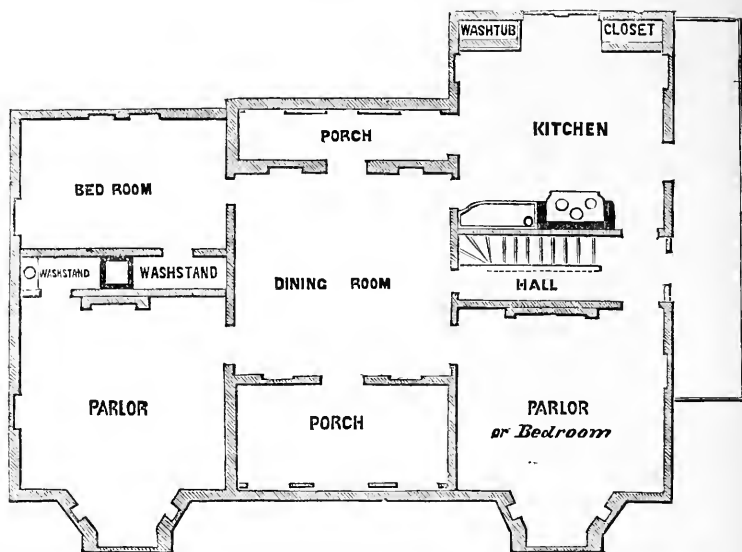 WASHTUB
CLOSET
PORCH
KITCHEN
BED ROOM
WASHSTAND
WASHSTAND
DINING ROOM
HALL
PARLOR
PORCH
PARLOR
or Bedroom